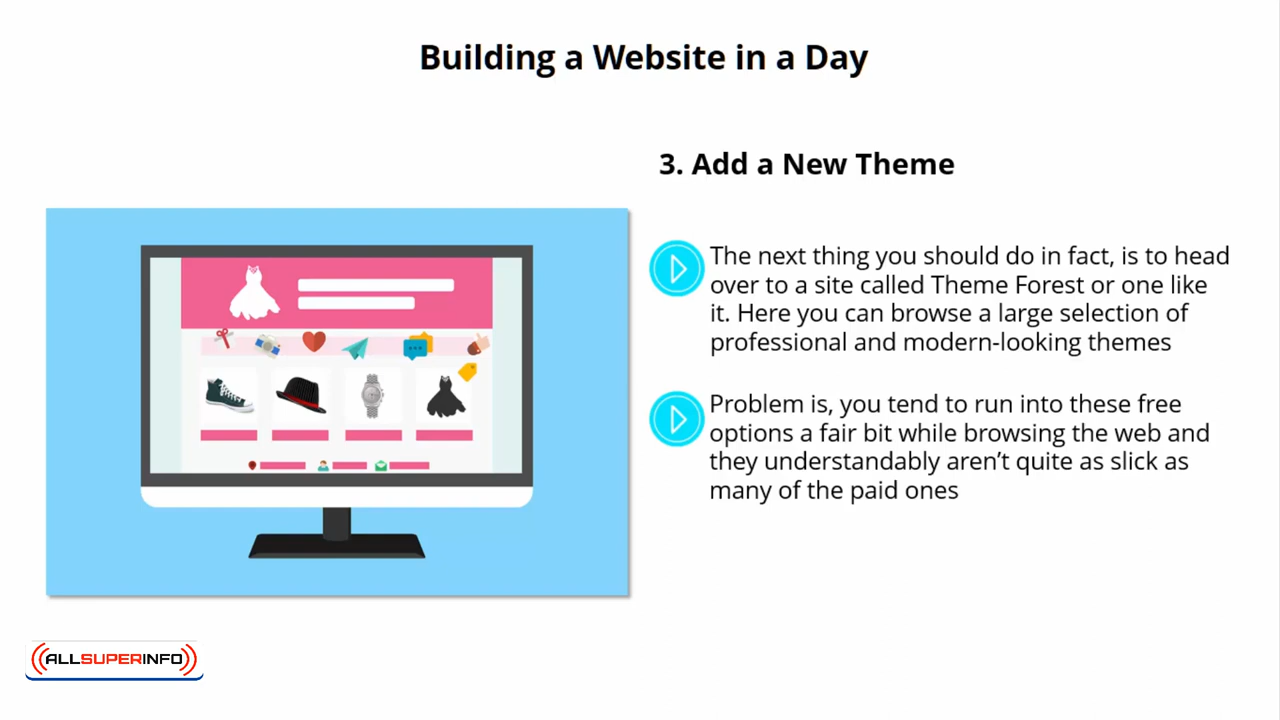 Building a Website in a Day
3. Add a New Theme
The next thing you should do in fact, is to head
over to a site called Theme Forest or one like
it. Here you can browse a large selection of
professional and modern-looking themes
Problem is, you tend to run into these free
options a fair bit while browsing the web and
they understandably aren’t quite as slick as
many of the paid ones
ALLSUPERINFO